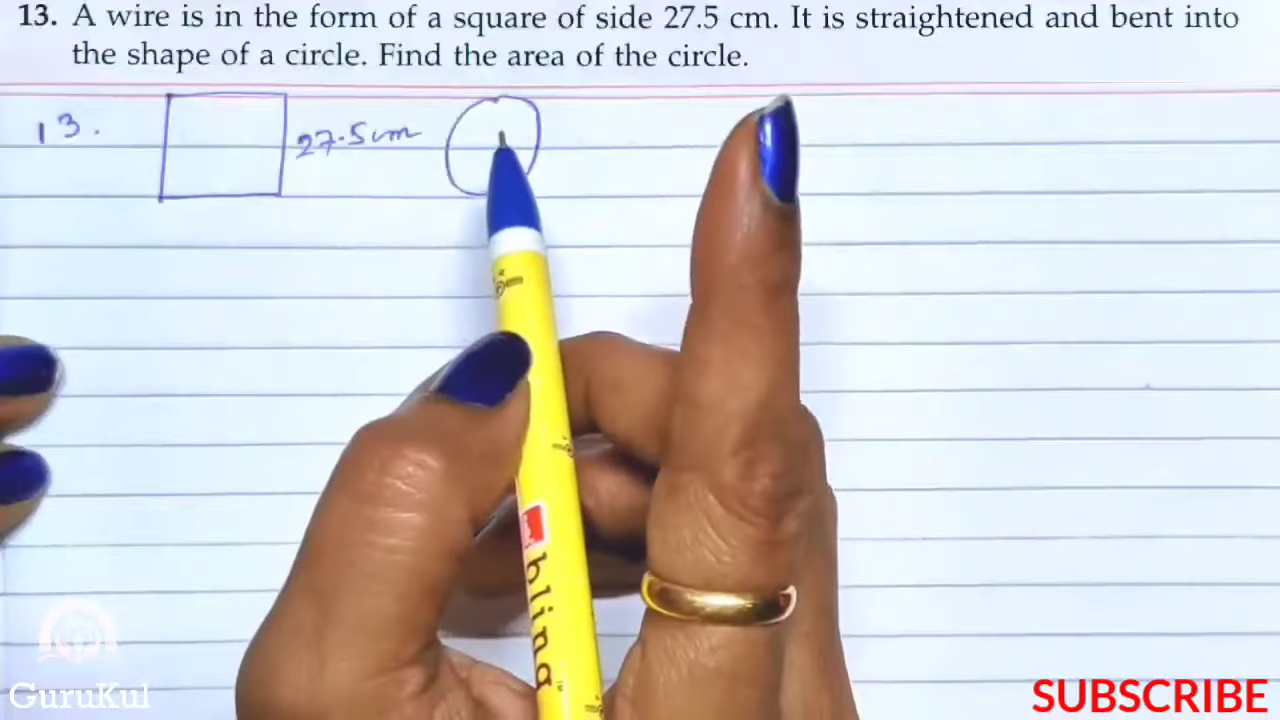 13. A wire is in the form of a square of side 27.5 cm. It is straightened and bent into
the shape of a circle. Find the area of the circle.
13.
27.5cm
bling
GuruKul
SUBSCRIBE